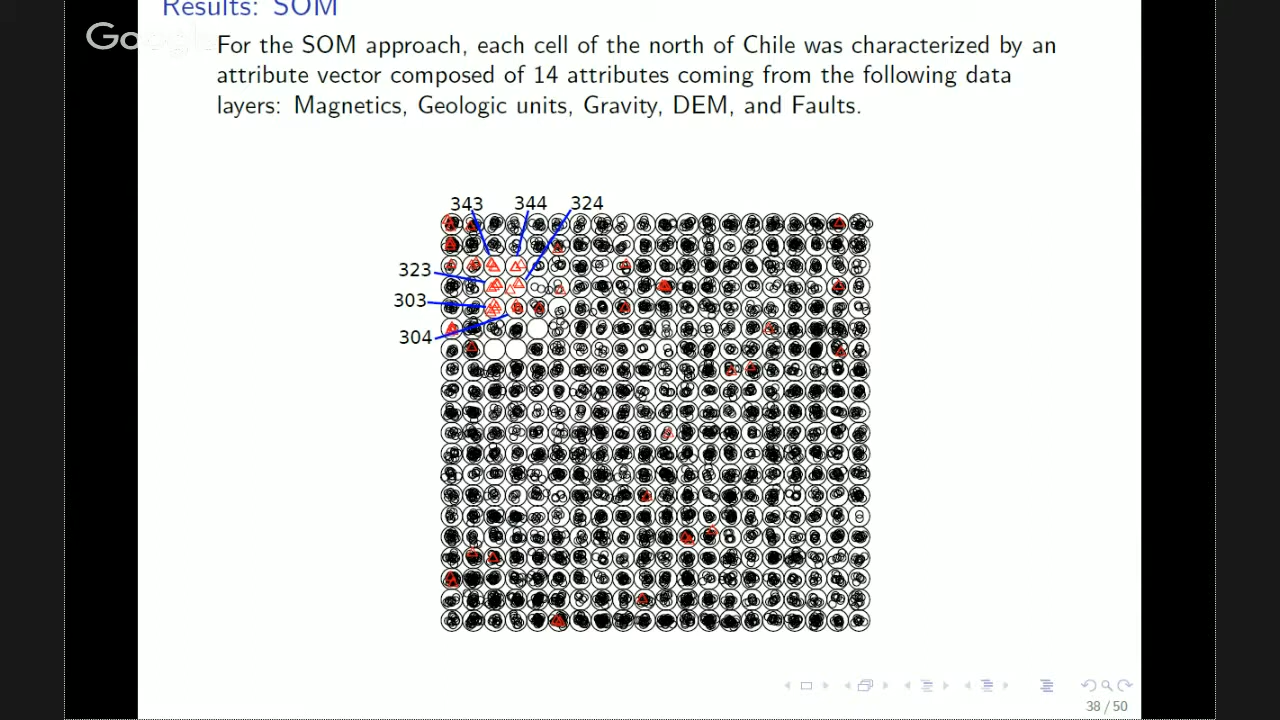 Results: SOM
Google
For the SOM approach, each cell of the north of Chile was characterized by an
attribute vector composed of 14 attributes coming from the following data
layers: Magnetics, Geologic units, Gravity, DEM, and Faults.
343 344 324
323
303
304
38 / 50